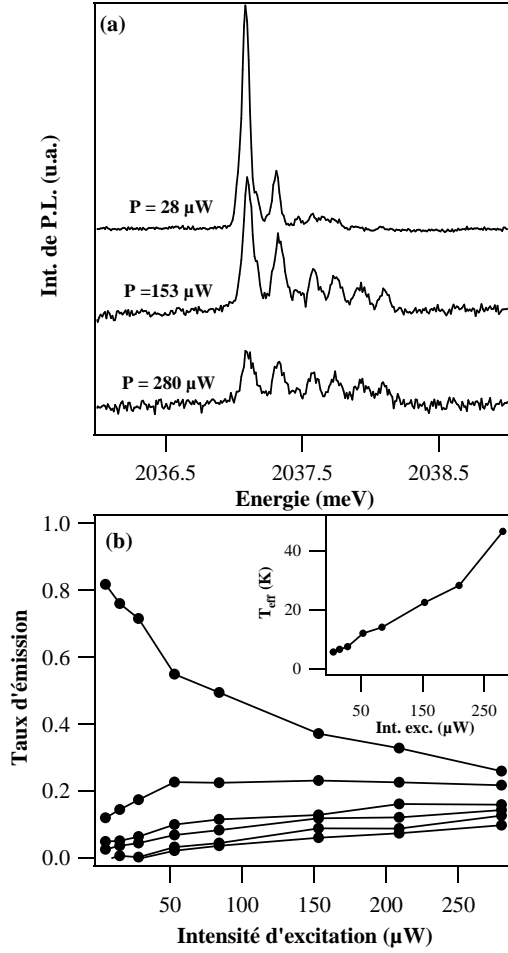 (a)
Int. de P.L. (u.a.)
P = 28 µW
P =153 µW
P = 280 µW
2036.5 2037.5 2038.5
Energie (meV)
(b)
Taux d'émission
1.0
0.8
0.6
0.4
0.2
0.0
T_eff (K)
40
20
0
50 150 250
Int. exc. (µW)
50 100 150 200 250
Intensité d'excitation (µW)